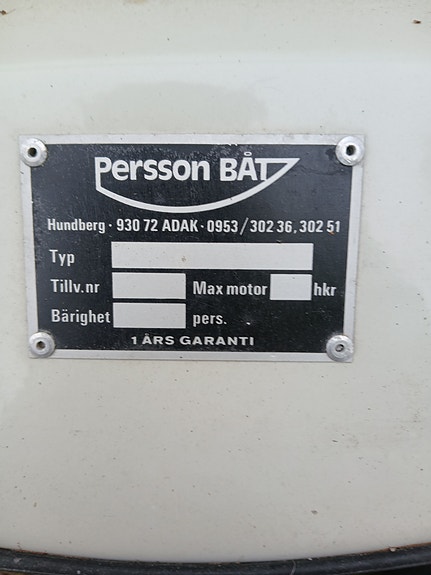 Persson BÅT
Hundberg · 930 72 ADAK · 0953/302 36, 302 51
Typ
Tillv.nr Max motor hkr
Bärighet pers.
1 ÅRS GARANTI